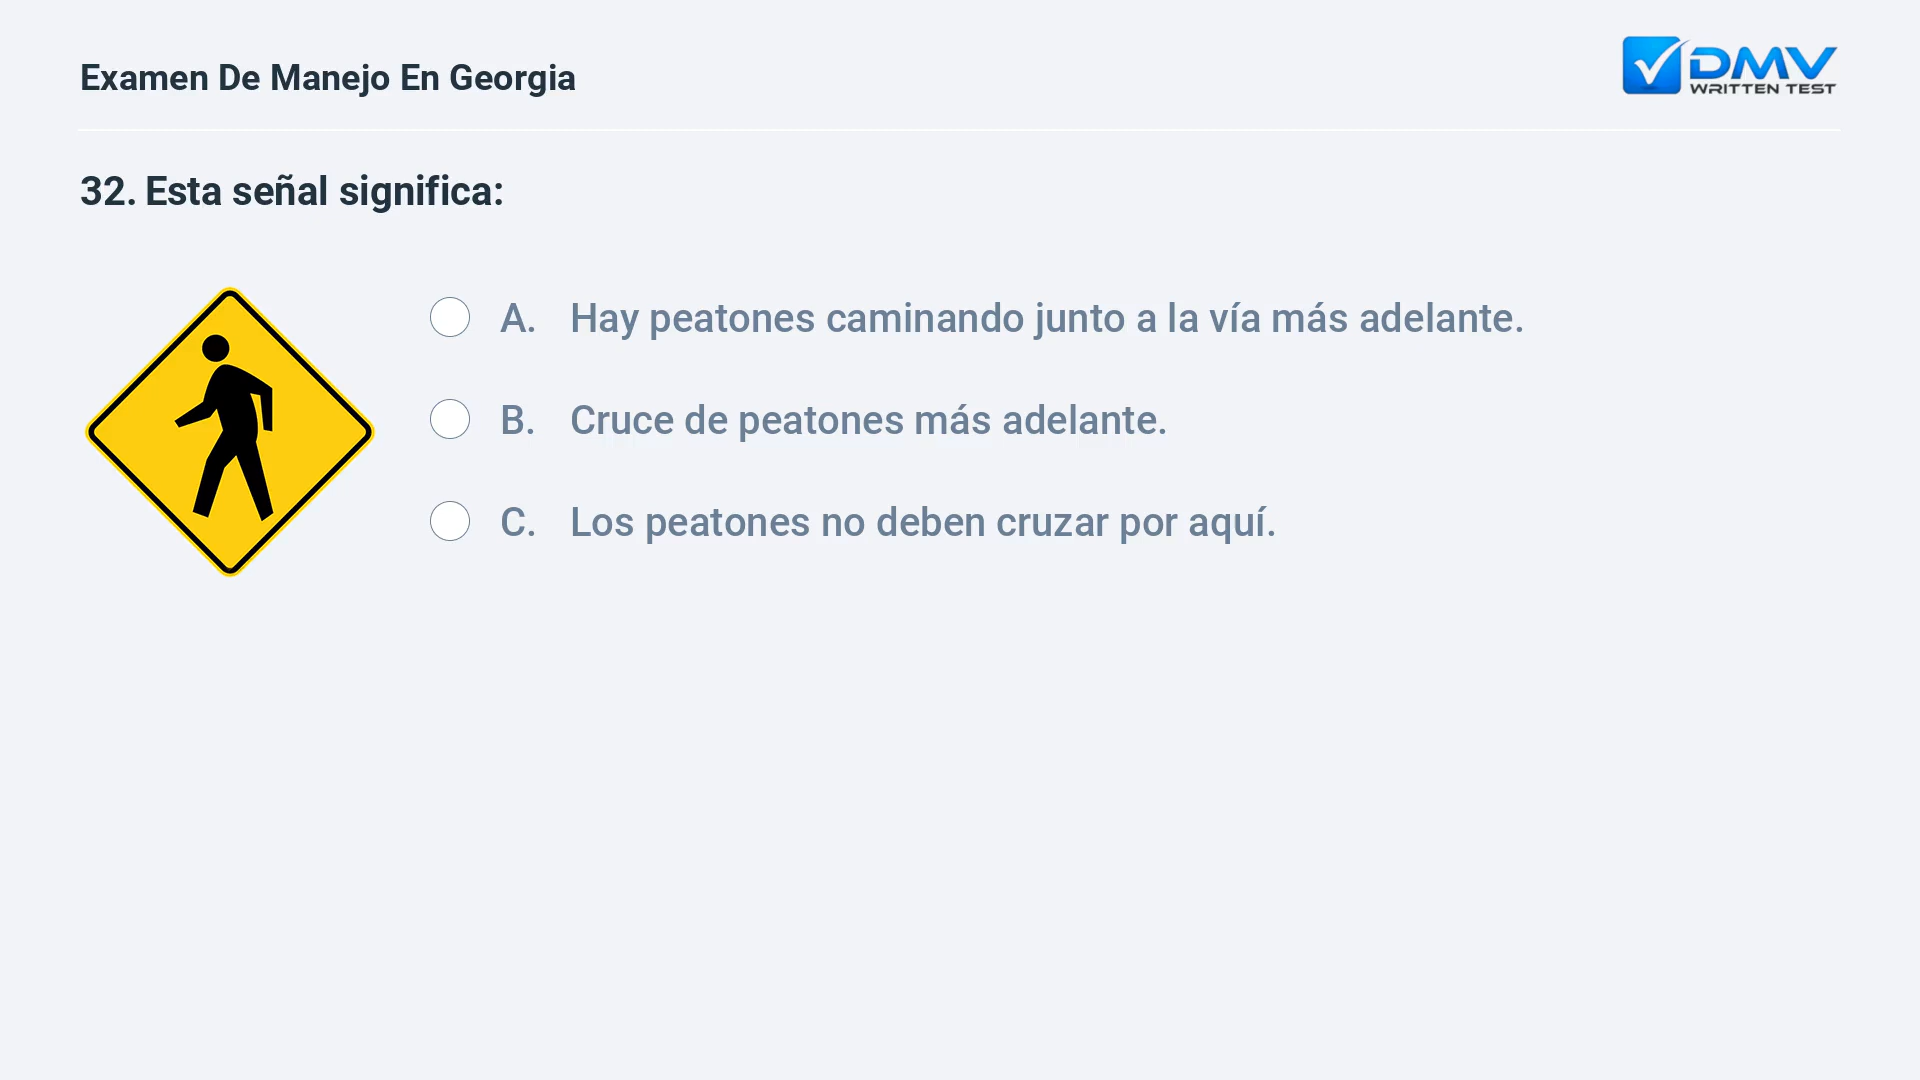 Examen De Manejo En Georgia
DMV
WRITTEN TEST
32. Esta señal significa:
A. Hay peatones caminando junto a la vía más adelante.
B. Cruce de peatones más adelante.
C. Los peatones no deben cruzar por aquí.